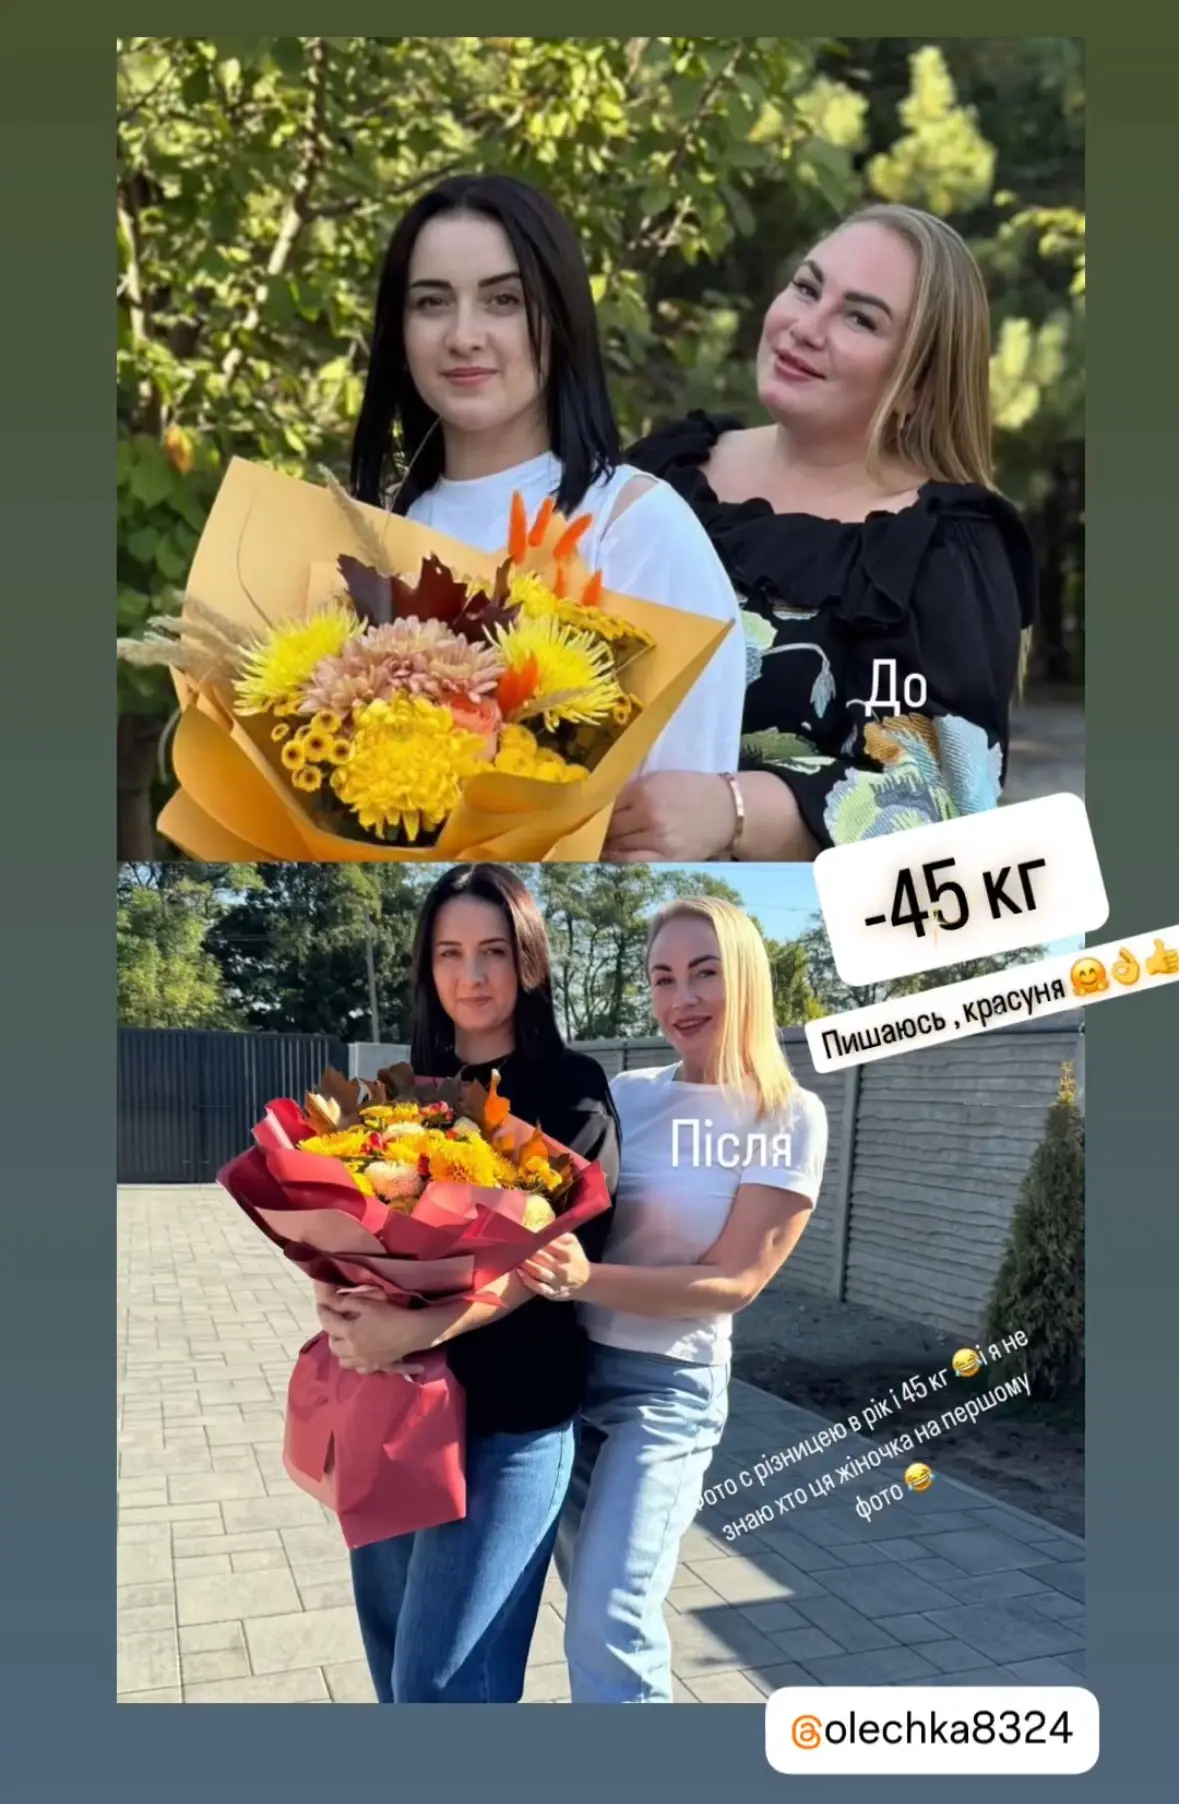 До
-45 кг
Пишаюсь , красуня 🤗👌👍
Після
фото с різницею в рік і 45 кг 😂і я не
знаю хто ця жіночка на першому
фото 😂
@olechka8324